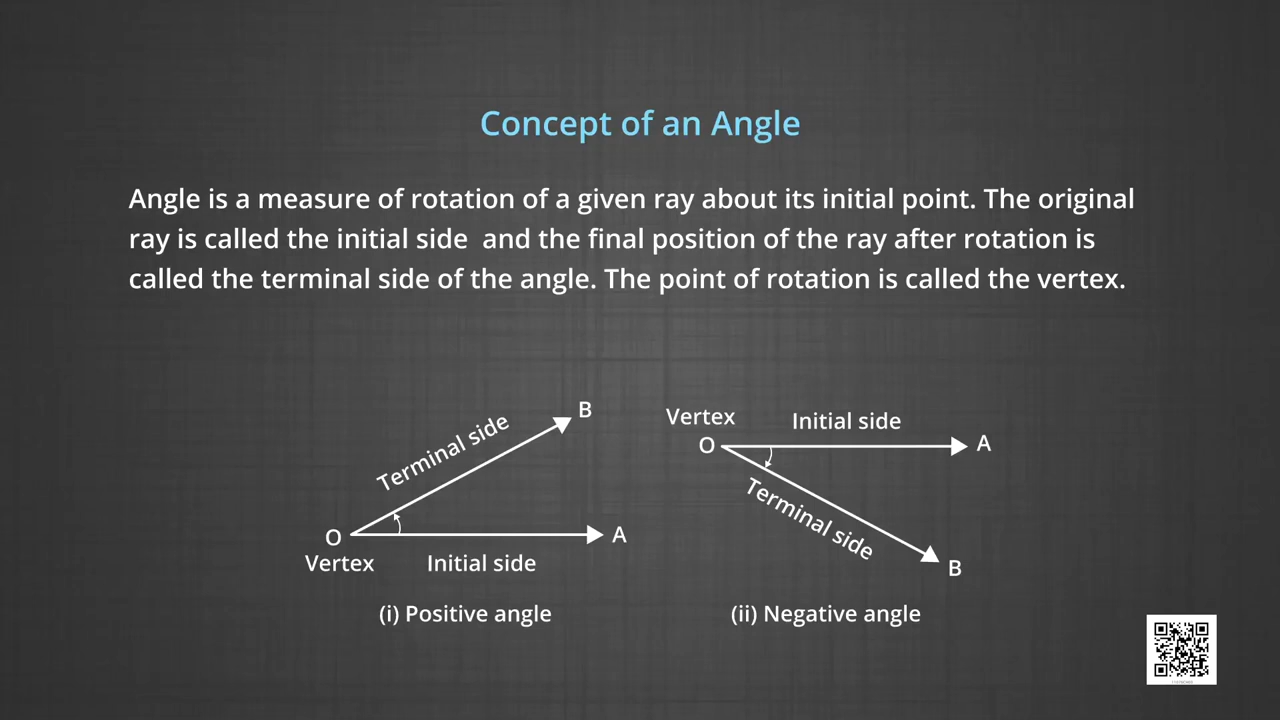 Concept of an Angle
Angle is a measure of rotation of a given ray about its initial point. The original
ray is called the initial side  and the final position of the ray after rotation is
called the terminal side of the angle. The point of rotation is called the vertex.
Terminal side
B
O
A
Vertex
Initial side
(i) Positive angle
Vertex
Initial side
O
A
Terminal side
B
(ii) Negative angle